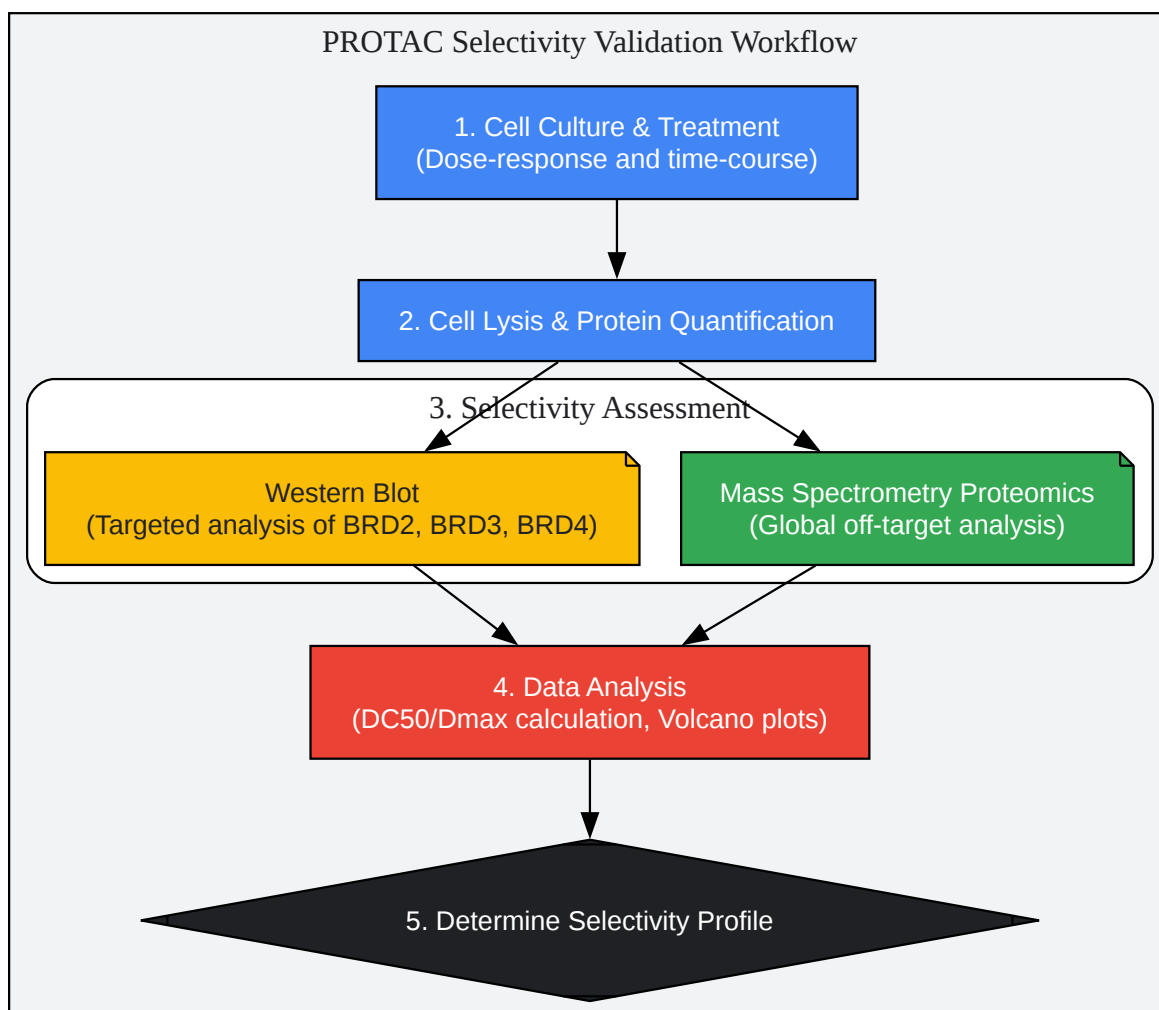 PROTAC Selectivity Validation Workflow
1. Cell Culture & Treatment
(Dose-response and time-course)
2. Cell Lysis & Protein Quantification
3. Selectivity Assessment
Western Blot
(Targeted analysis of BRD2, BRD3, BRD4)
Mass Spectrometry Proteomics
(Global off-target analysis)
4. Data Analysis
(DC50/Dmax calculation, Volcano plots)
5. Determine Selectivity Profile